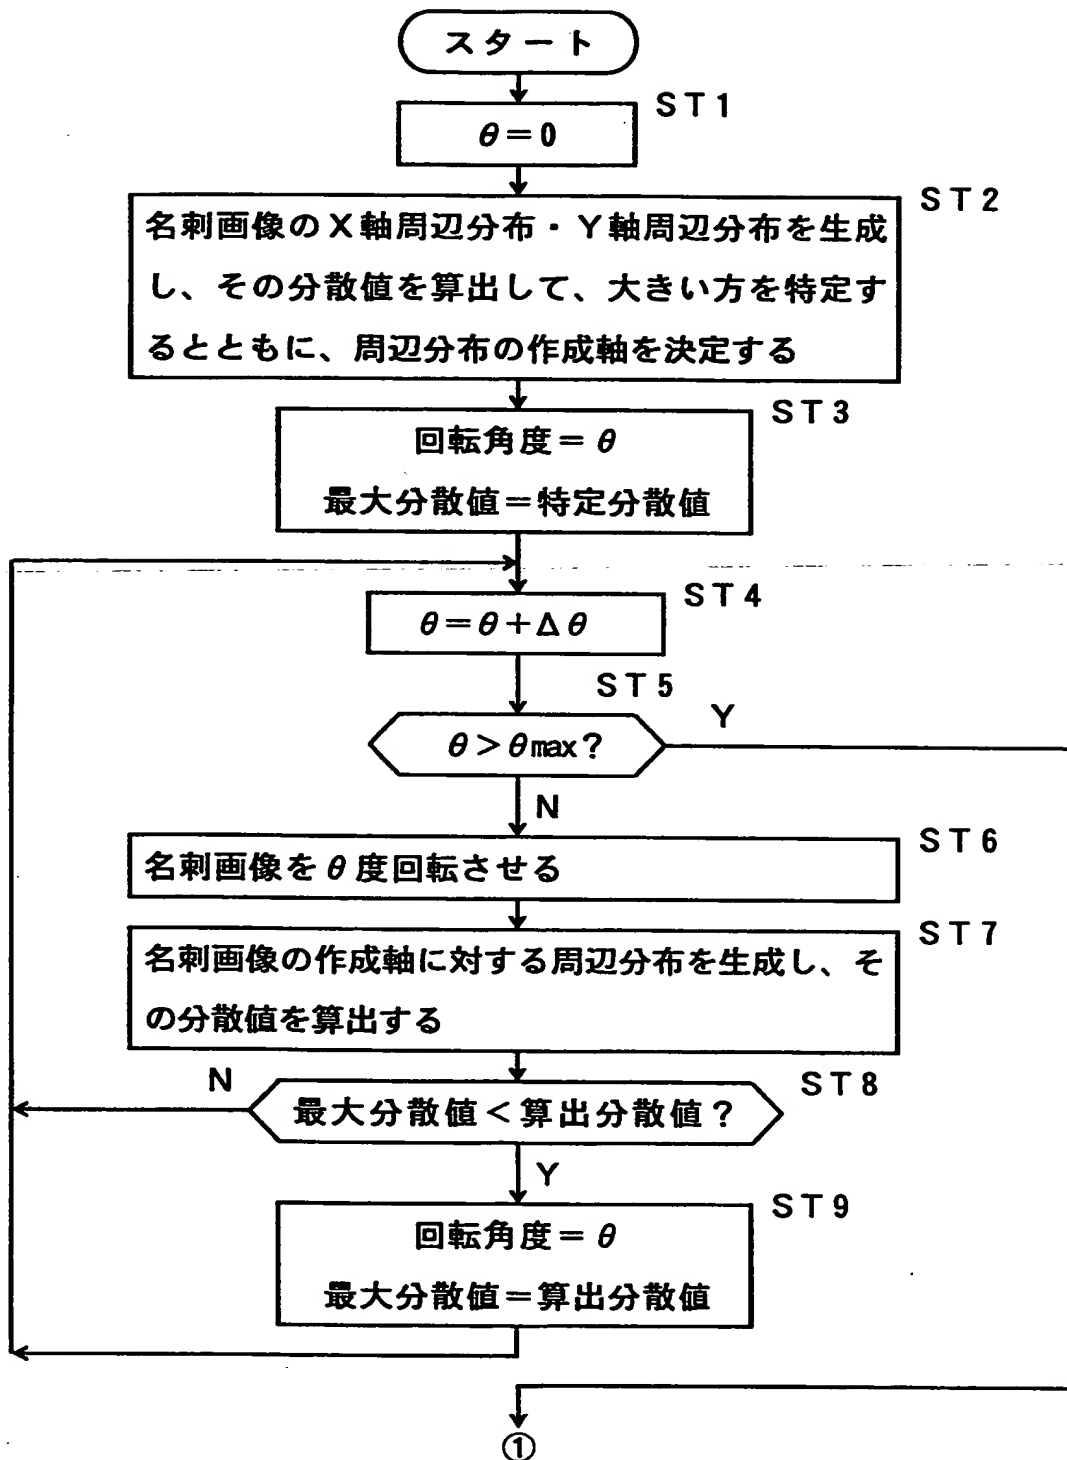 スタート
ST1
θ=0
ST2
名刺画像のX軸周辺分布・Y軸周辺分布を生成
し、その分散値を算出して、大きい方を特定す
るとともに、周辺分布の作成軸を決定する
ST3
回転角度=θ
最大分散値=特定分散値
ST4
θ=θ+Δθ
ST5
θ>θmax?
Y
N
ST6
名刺画像をθ度回転させる
ST7
名刺画像の作成軸に対する周辺分布を生成し、そ
の分散値を算出する
N
ST8
最大分散値<算出分散値?
Y
ST9
回転角度=θ
最大分散値=算出分散値
①